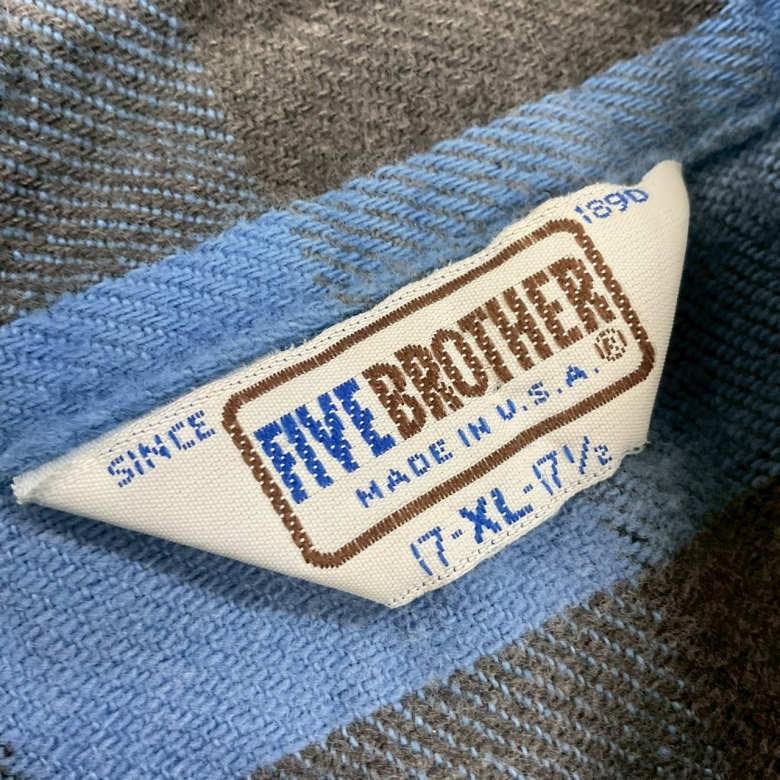 SINCE 1890
FIVE BROTHER ®
MADE IN U.S.A.
17-XL-17½